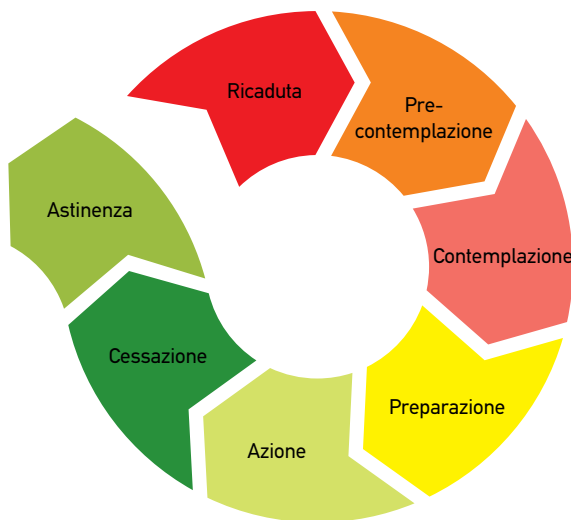 Ricaduta
Pre-
contemplazione
Contemplazione
Preparazione
Azione
Cessazione
Astinenza